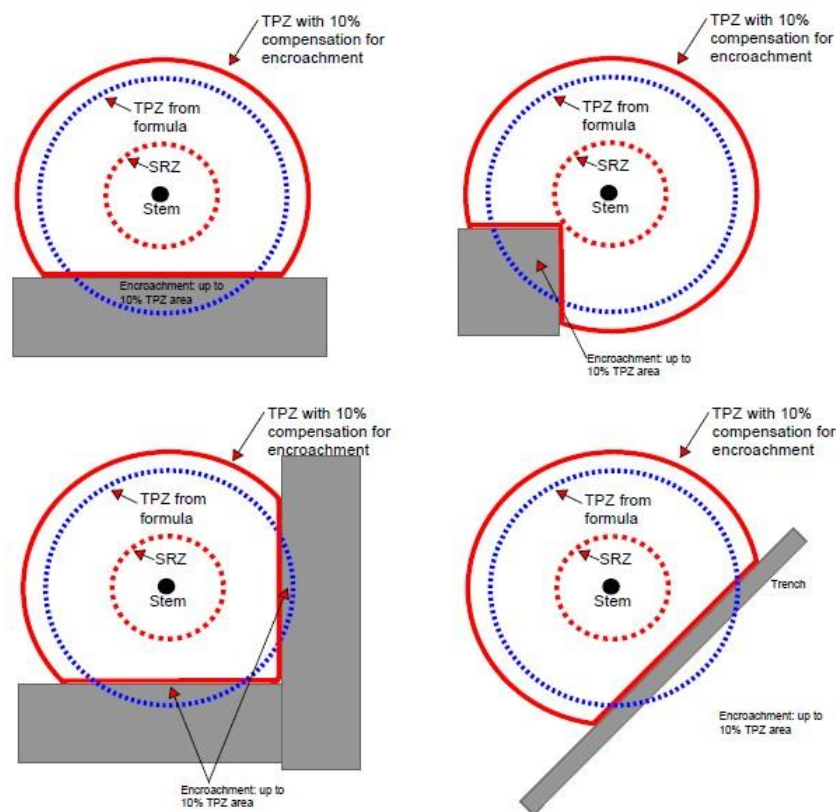 TPZ with 10%
compensation for
encroachment
TPZ from
formula
SRZ
Stem
Encroachment: up to
10% TPZ area
TPZ with 10%
compensation for
encroachment
TPZ from
formula
SRZ
Stem
Encroachment: up to
10% TPZ area
TPZ with 10%
compensation for
encroachment
TPZ from
formula
SRZ
Stem
Encroachment: up to
10% TPZ area
TPZ with 10%
compensation for
encroachment
TPZ from
formula
SRZ
Stem
Trench
Encroachment: up to
10% TPZ area